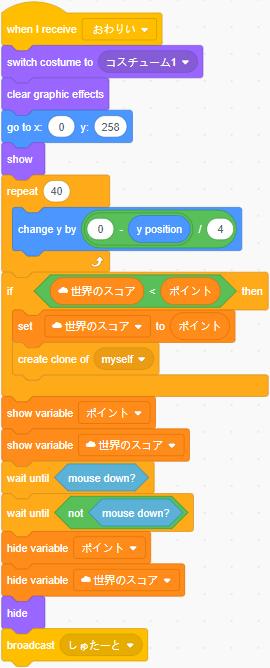 when I receive おわりい
switch costume to コスチューム1
clear graphic effects
go to x: 0 y: 258
show
repeat 40
change y by 0 - y position / 4
if 世界のスコア < ポイント then
set 世界のスコア to ポイント
create clone of myself
show variable ポイント
show variable 世界のスコア
wait until mouse down?
wait until not mouse down?
hide variable ポイント
hide variable 世界のスコア
hide
broadcast しゅたーと